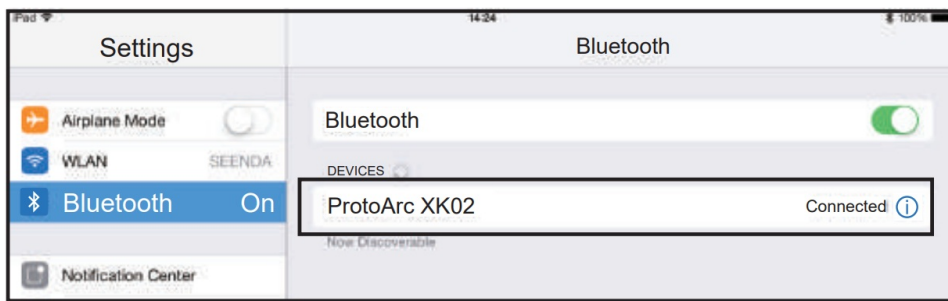 iPad 14:24 100%
Settings
Bluetooth
Airplane Mode
WLAN SEENDA
Bluetooth On
Notification Center
Bluetooth
DEVICES
ProtoArc XK02 Connected
Now Discoverable